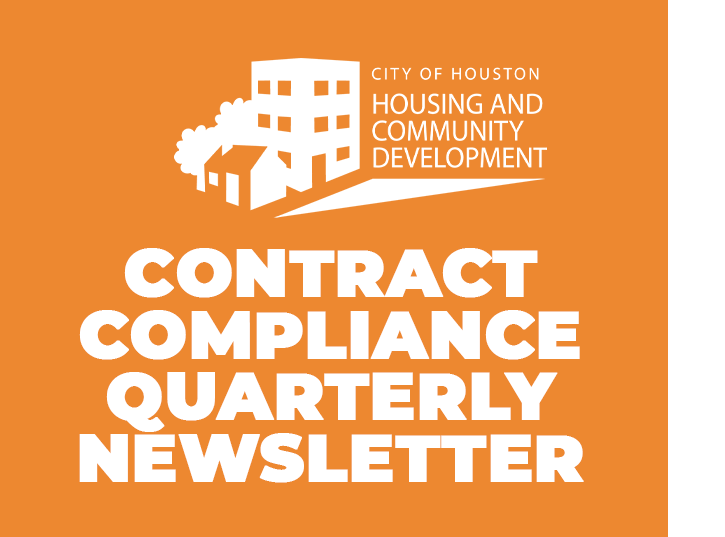 CITY OF HOUSTON
HOUSING AND
COMMUNITY
DEVELOPMENT
CONTRACT
COMPLIANCE
QUARTERLY
NEWSLETTER